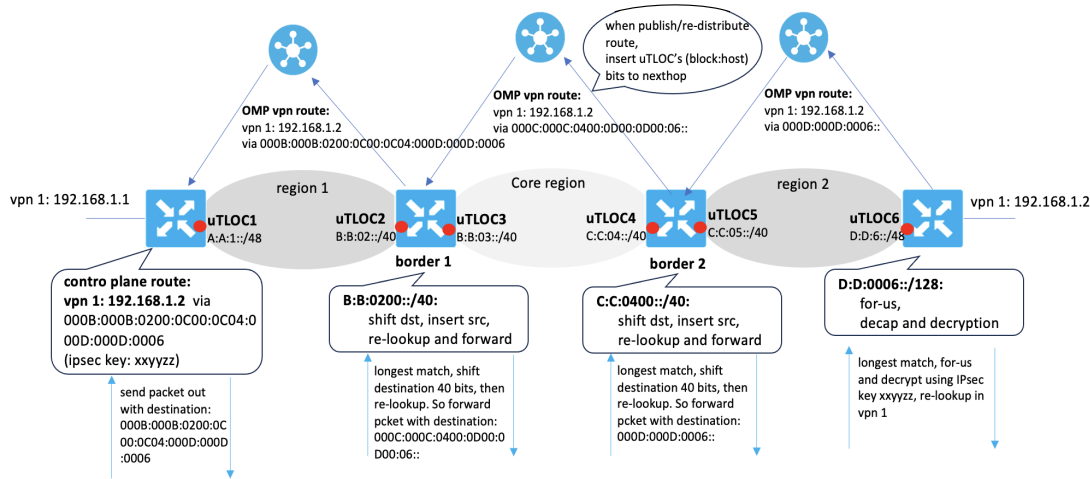 when publish/re-distribute
route,
insert uTLOC's (block:host)
bits to nexthop
OMP vpn route:
vpn 1: 192.168.1.2
via 000B:000B:0200:0C00:0C04:000D:000D:0006
OMP vpn route:
vpn 1: 192.168.1.2
via 000C:000C:0400:0D00:0D00:06::
OMP vpn route:
vpn 1: 192.168.1.2
via 000D:000D:0006::
vpn 1: 192.168.1.1
region 1
Core region
region 2
vpn 1: 192.168.1.2
uTLOC1
A:A:1::/48
uTLOC2
B:B:02::/40
uTLOC3
B:B:03::/40
uTLOC4
C:C:04::/40
uTLOC5
C:C:05::/40
uTLOC6
D:D:6::/48
border 1
border 2
contro plane route:
vpn 1: 192.168.1.2 via
000B:000B:0200:0C00:0C04:0
00D:000D:0006
(ipsec key: xxyyzz)
B:B:0200::/40:
shift dst, insert src,
re-lookup and forward
C:C:0400::/40:
shift dst, insert src,
re-lookup and forward
D:D:0006::/128:
for-us,
decap and decryption
send packet out
with destination:
000B:000B:0200:0C
00:0C04:000D:000D
:0006
longest match, shift
destination 40 bits, then
re-lookup. So forward
pcket with destination:
000C:000C:0400:0D00:0
D00:06::
longest match, shift
destination 40 bits, then
re-lookup. So forward
pcket with destination:
000D:000D:0006::
longest match, for-us
and decrypt using IPsec
key xxyyzz, re-lookup in
vpn 1